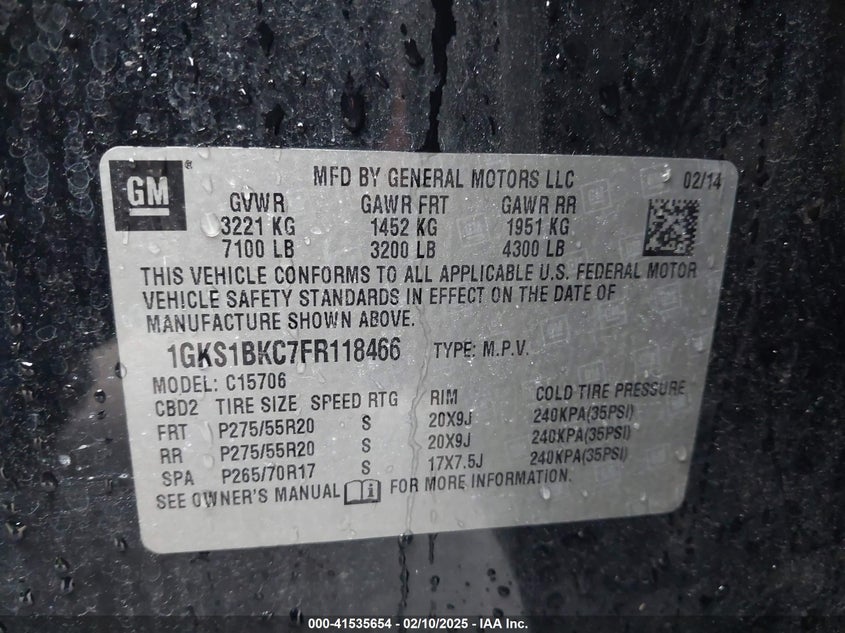 GM ® MFD BY GENERAL MOTORS LLC 02/14
GVWR GAWR FRT GAWR RR
3221 KG 1452 KG 1951 KG
7100 LB 3200 LB 4300 LB
THIS VEHICLE CONFORMS TO ALL APPLICABLE U.S. FEDERAL MOTOR
VEHICLE SAFETY STANDARDS IN EFFECT ON THE DATE OF
MANUFACTURE SHOWN ABOVE.
1GKS1BKC7FR118466 TYPE: M.P.V.
MODEL: C15706
CBD2 TIRE SIZE SPEED RTG RIM COLD TIRE PRESSURE
FRT P275/55R20 S 20X9J 240KPA(35PSI)
RR P275/55R20 S 20X9J 240KPA(35PSI)
SPA P265/70R17 S 17X7.5J 240KPA(35PSI)
SEE OWNER'S MANUAL FOR MORE INFORMATION.
000-41535654 - 02/10/2025 - IAA Inc.